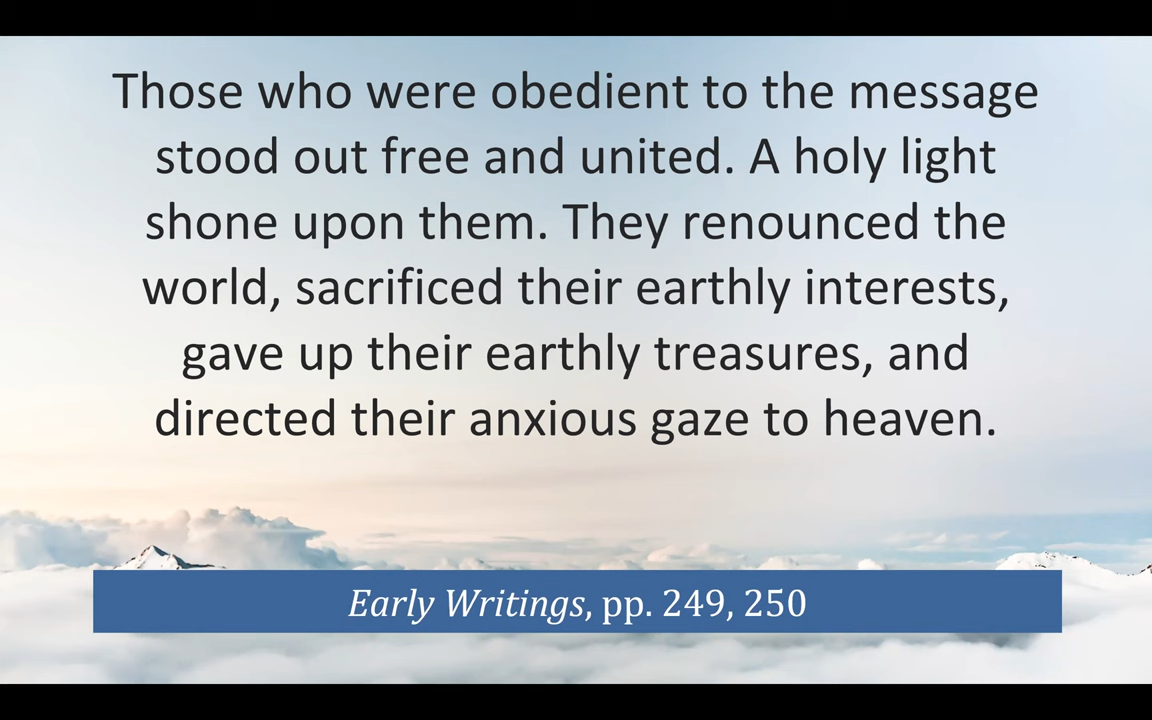 Those who were obedient to the message
stood out free and united. A holy light
shone upon them. They renounced the
world, sacrificed their earthly interests,
gave up their earthly treasures, and
directed their anxious gaze to heaven.
Early Writings, pp. 249, 250